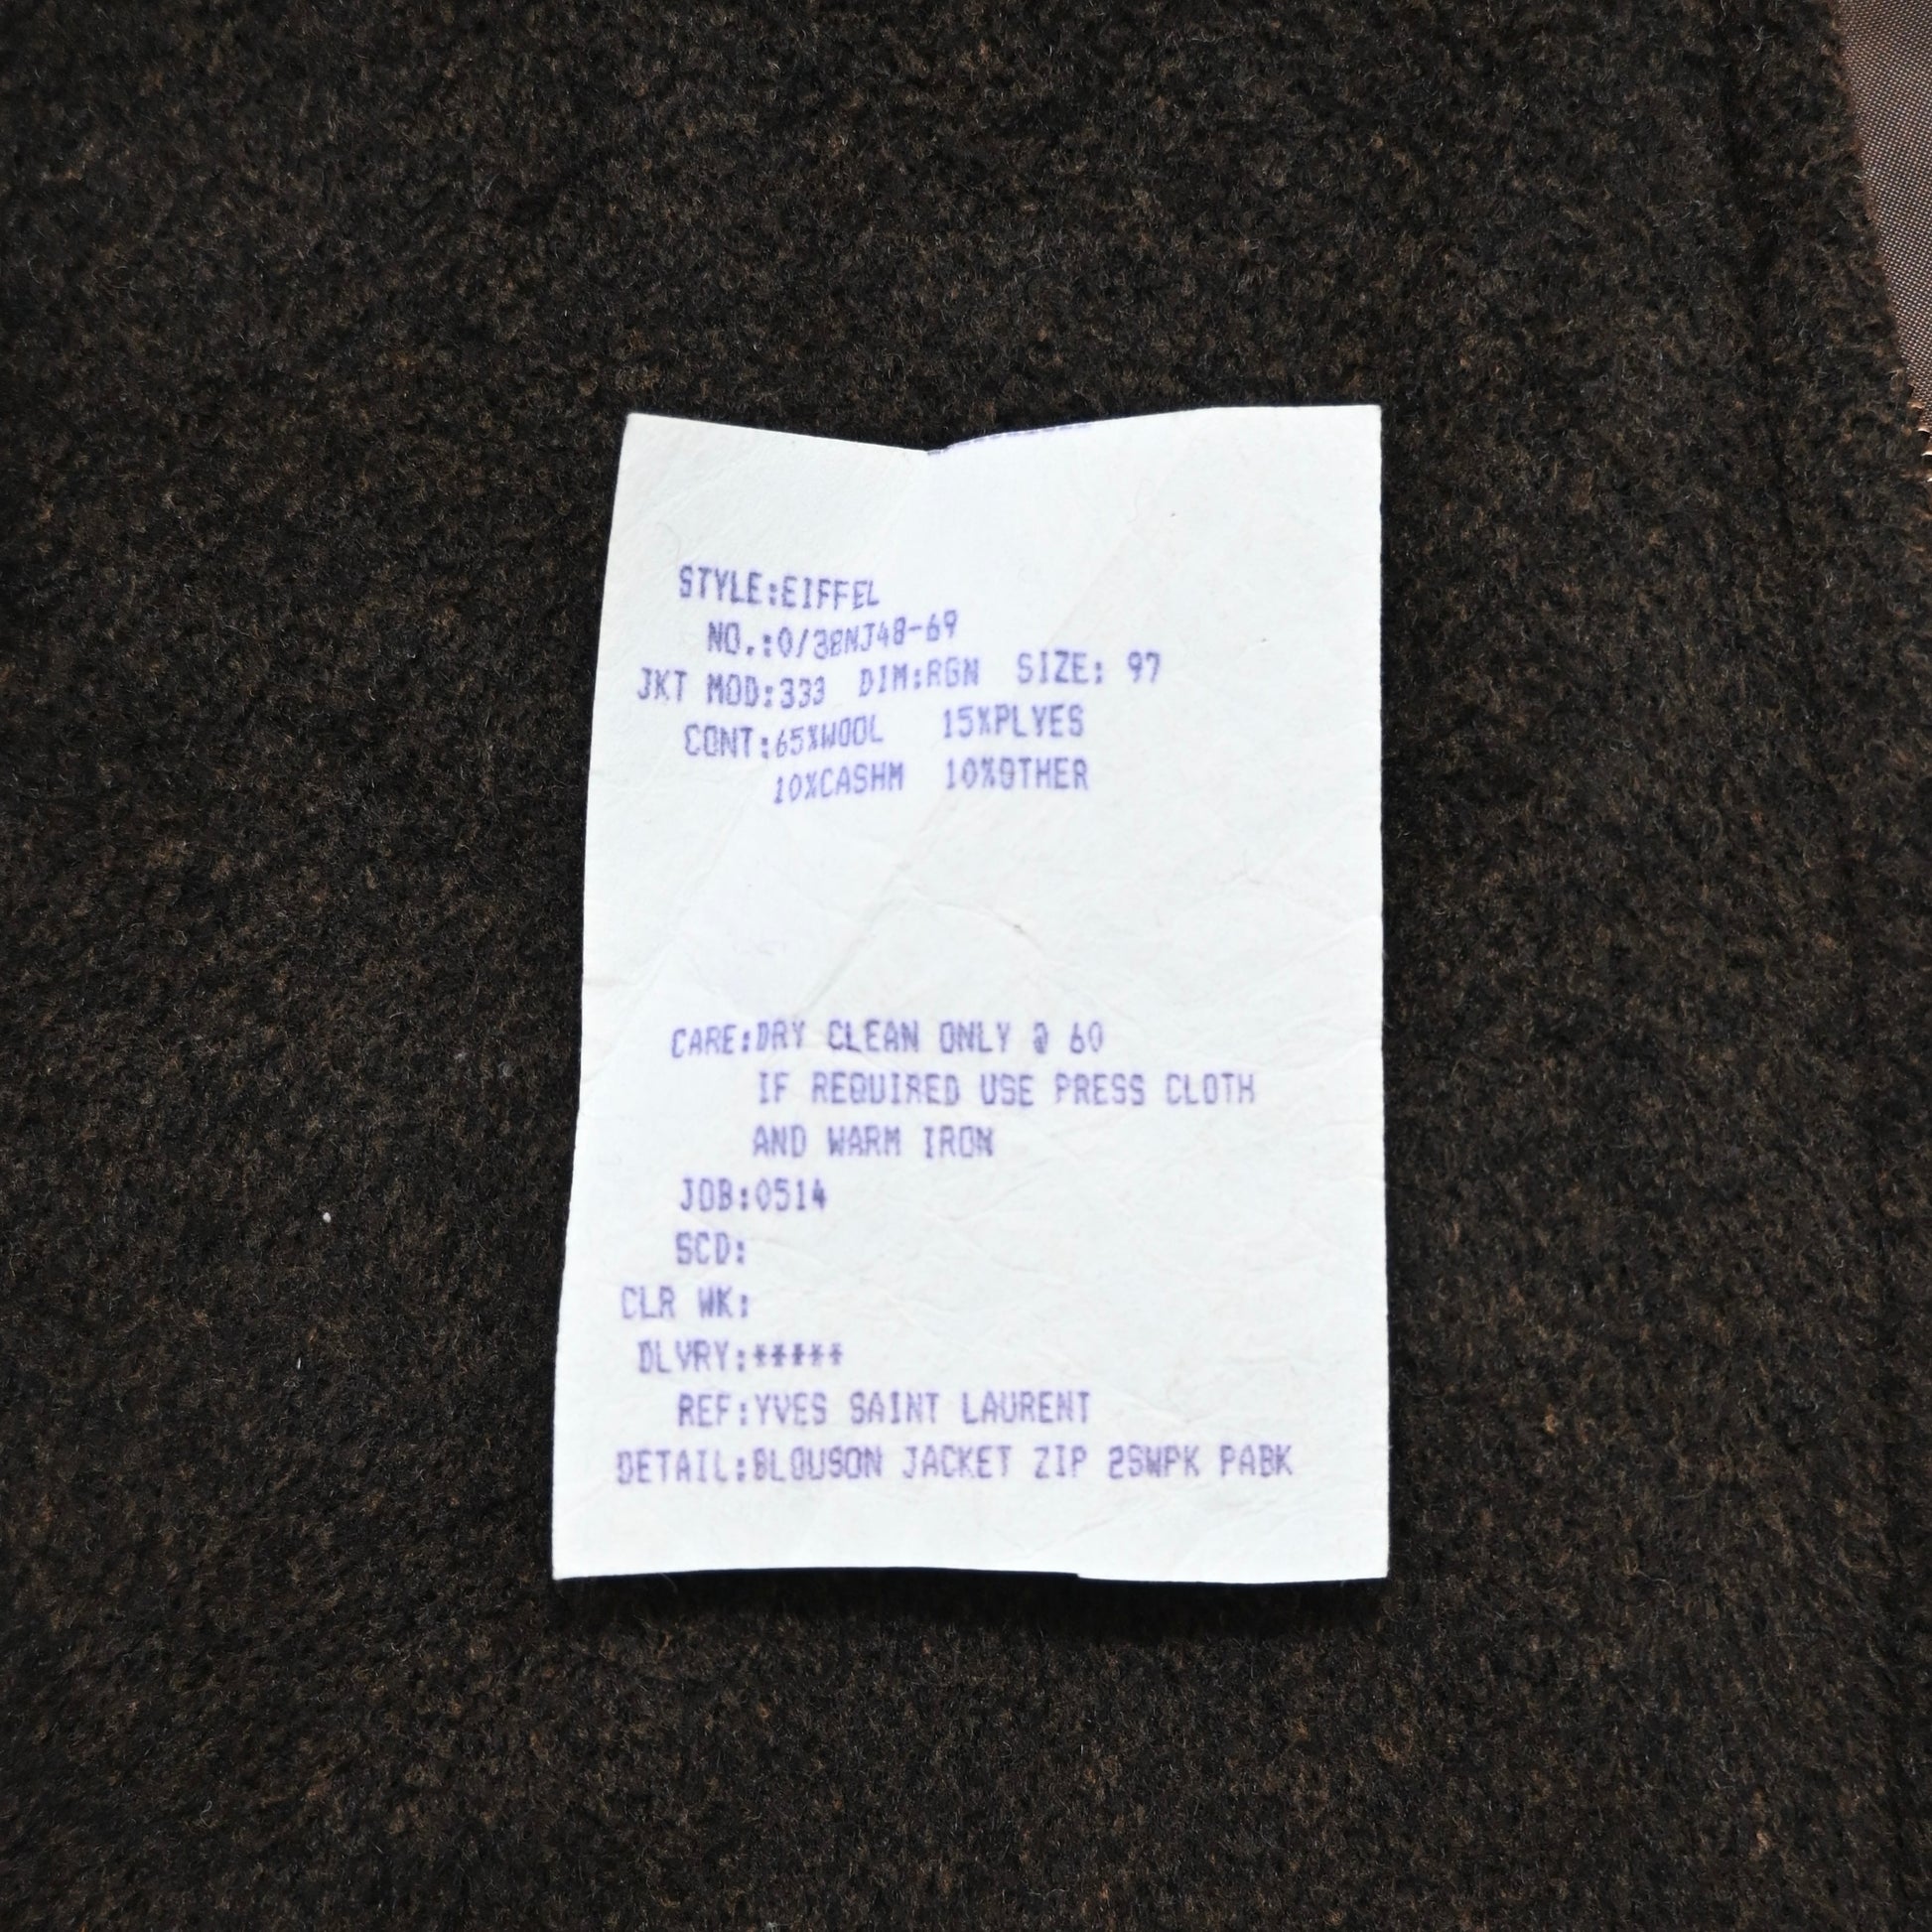 STYLE:EIFFEL
NO.:0/38NJ48-69
JKT MOD:333 DIM:RGN SIZE: 97
CONT:65%WOOL 15%PLYES
10%CASHM 10%OTHER
CARE:DRY CLEAN ONLY @ 60
IF REQUIRED USE PRESS CLOTH
AND WARM IRON
JOB:0514
SCD:
CLR WK:
DLVRY:*****
REF:YVES SAINT LAURENT
DETAIL:BLOUSON JACKET ZIP 2SWPK PABK